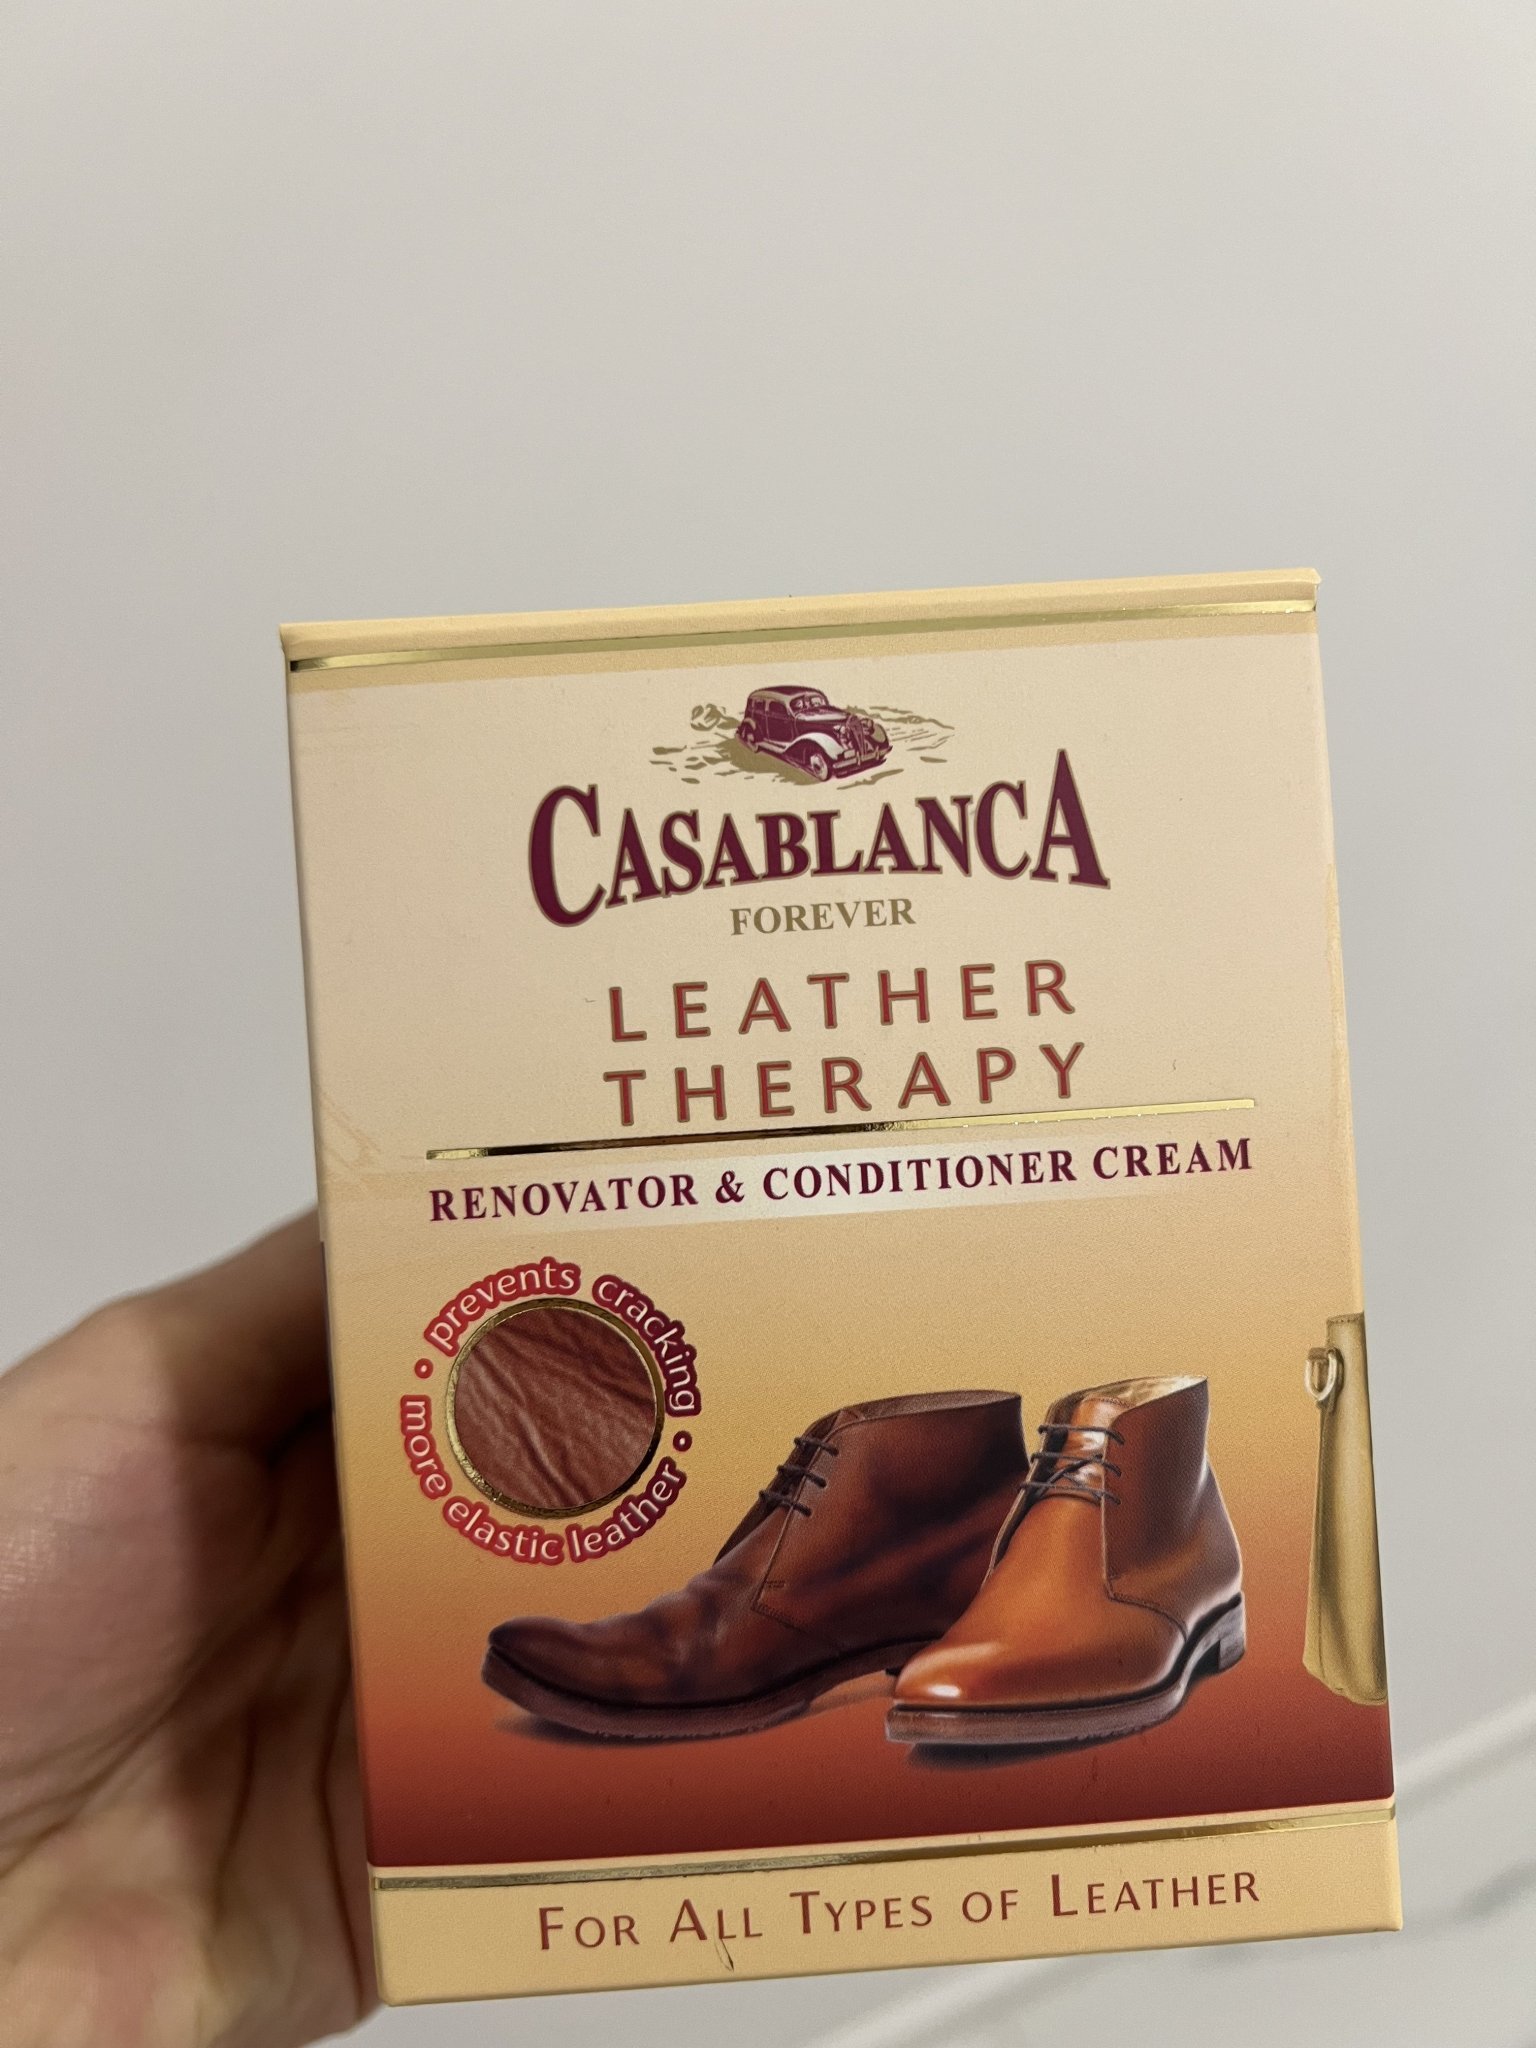 CASABLANCA
FOREVER
LEATHER
THERAPY
RENOVATOR & CONDITIONER CREAM
• prevents cracking •
more elastic leather
FOR ALL TYPES OF LEATHER